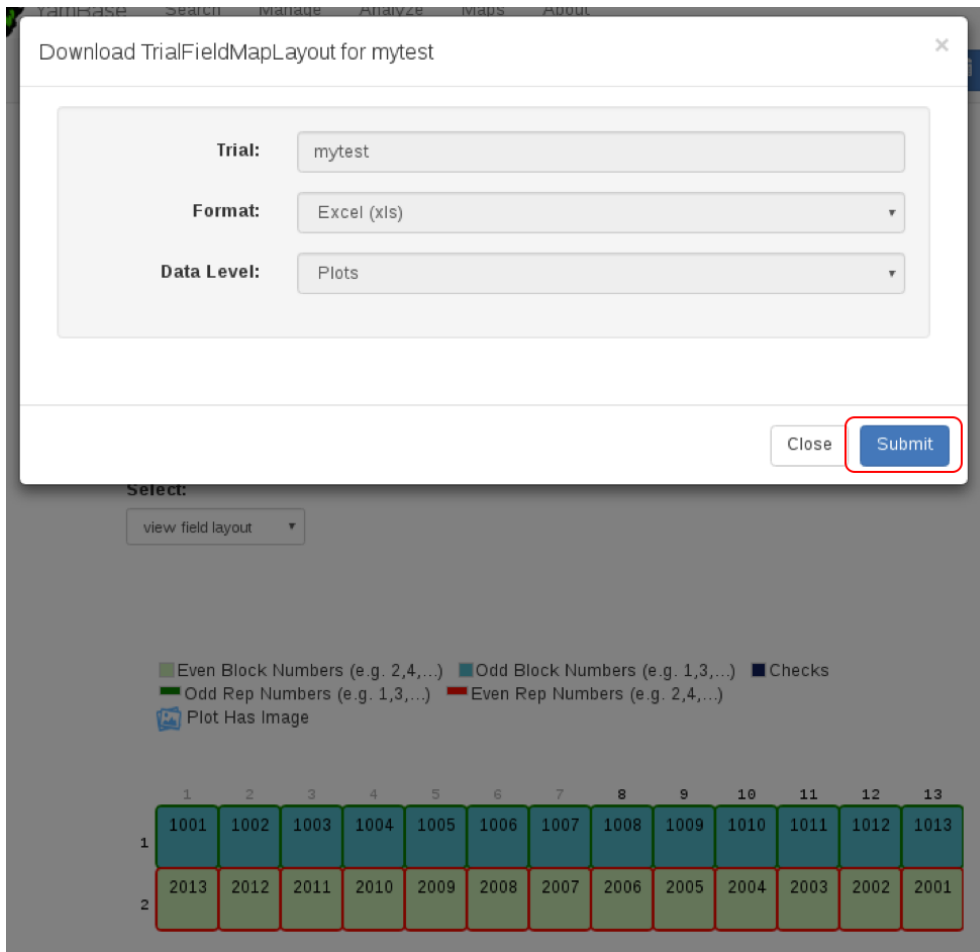 YamBase Search Manage Analyze Maps About
Download TrialFieldMapLayout for mytest ×
Trial: mytest
Format: Excel (xls)
Data Level: Plots
Close Submit
Select:
view field layout
Even Block Numbers (e.g. 2,4,...) Odd Block Numbers (e.g. 1,3,...) Checks
Odd Rep Numbers (e.g. 1,3,...) Even Rep Numbers (e.g. 2,4,...)
Plot Has Image
1 2 3 4 5 6 7 8 9 10 11 12 13
1 1001 1002 1003 1004 1005 1006 1007 1008 1009 1010 1011 1012 1013
2 2013 2012 2011 2010 2009 2008 2007 2006 2005 2004 2003 2002 2001